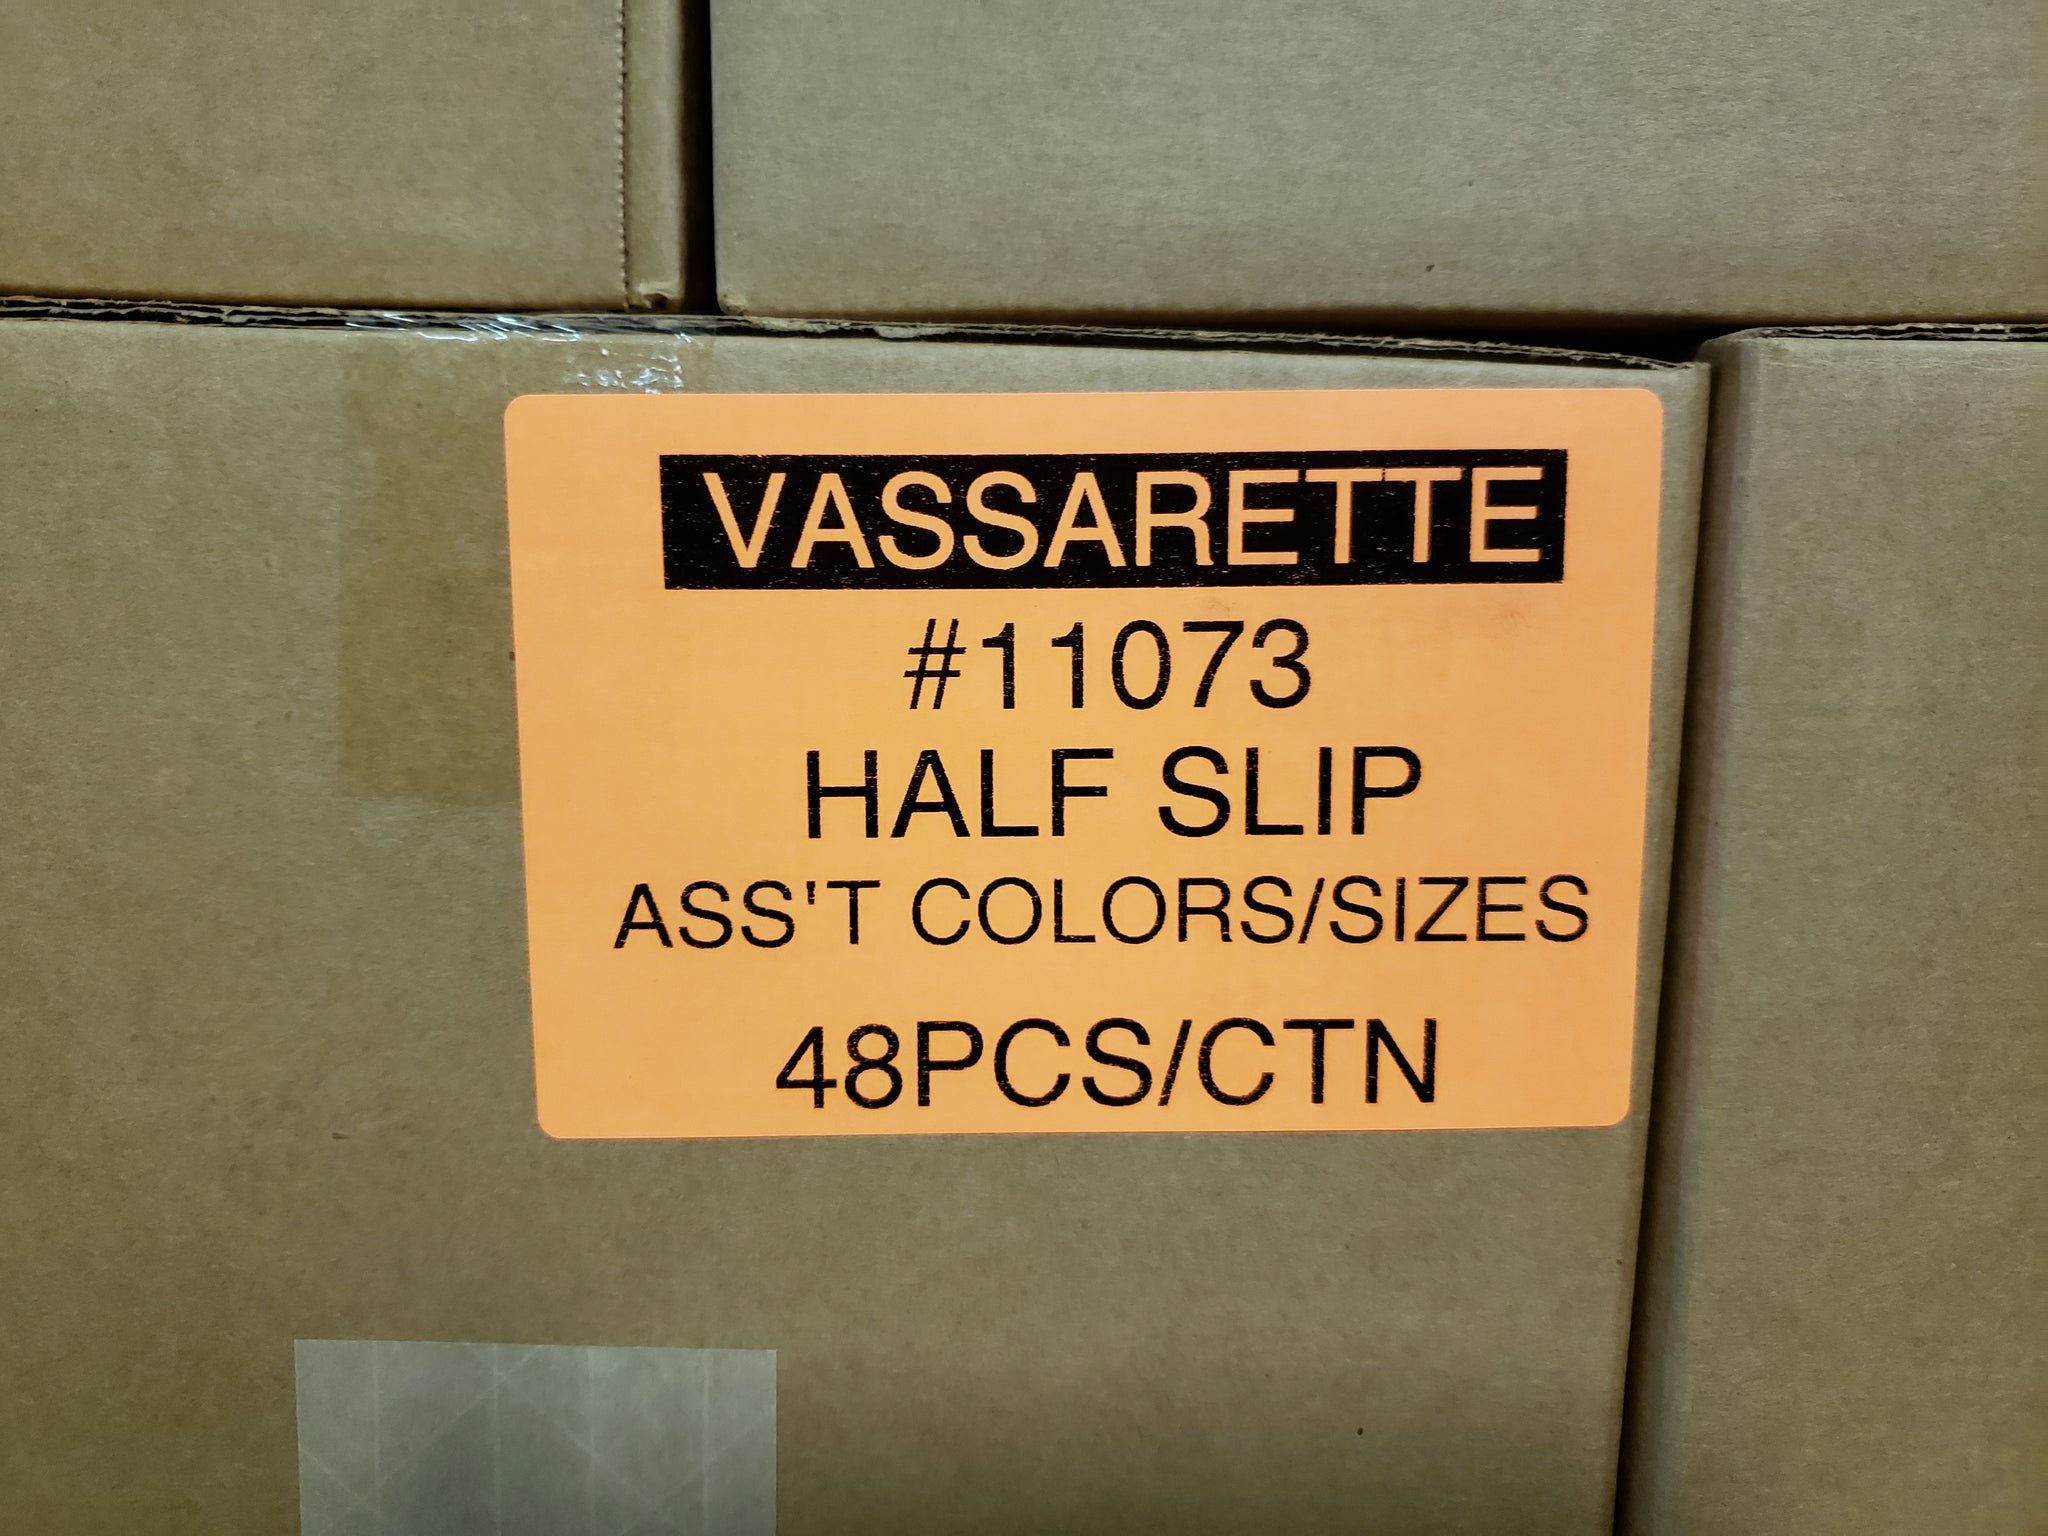 VASSARETTE
#11073
HALF SLIP
ASS'T COLORS/SIZES
48PCS/CTN